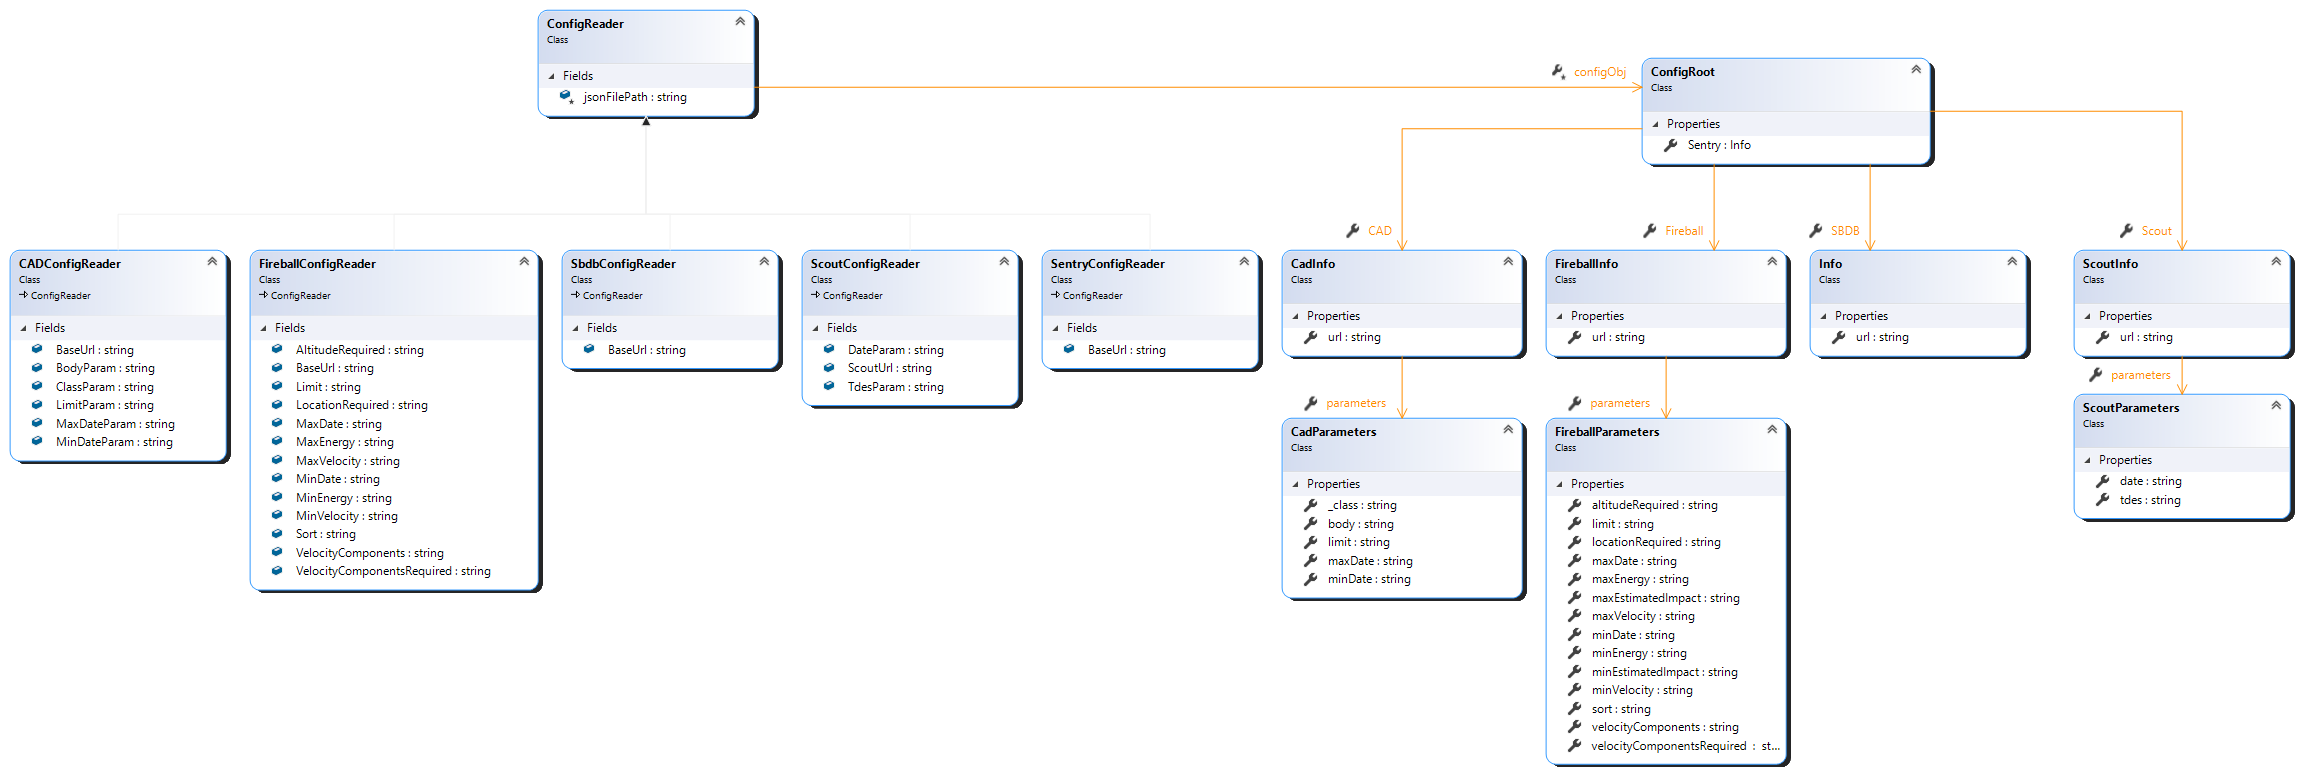 ConfigReader
Class
Fields
jsonFilePath : string
configObj
ConfigRoot
Class
Properties
Sentry : Info
CAD
Fireball
SBDB
Scout
CADConfigReader
Class
ConfigReader
Fields
BaseUrl : string
BodyParam : string
ClassParam : string
LimitParam : string
MaxDateParam : string
MinDateParam : string
FireballConfigReader
Class
ConfigReader
Fields
AltitudeRequired : string
BaseUrl : string
Limit : string
LocationRequired : string
MaxDate : string
MaxEnergy : string
MaxVelocity : string
MinDate : string
MinEnergy : string
MinVelocity : string
Sort : string
VelocityComponents : string
VelocityComponentsRequired : string
SbdbConfigReader
Class
ConfigReader
Fields
BaseUrl : string
ScoutConfigReader
Class
ConfigReader
Fields
DateParam : string
ScoutUrl : string
TdesParam : string
SentryConfigReader
Class
ConfigReader
Fields
BaseUrl : string
CadInfo
Class
Properties
url : string
parameters
CadParameters
Class
Properties
_class : string
body : string
limit : string
maxDate : string
minDate : string
FireballInfo
Class
Properties
url : string
parameters
FireballParameters
Class
Properties
altitudeRequired : string
limit : string
locationRequired : string
maxDate : string
maxEnergy : string
maxEstimatedImpact : string
maxVelocity : string
minDate : string
minEnergy : string
minEstimatedImpact : string
minVelocity : string
sort : string
velocityComponents : string
velocityComponentsRequired : st...
Info
Class
Properties
url : string
ScoutInfo
Class
Properties
url : string
parameters
ScoutParameters
Class
Properties
date : string
tdes : string